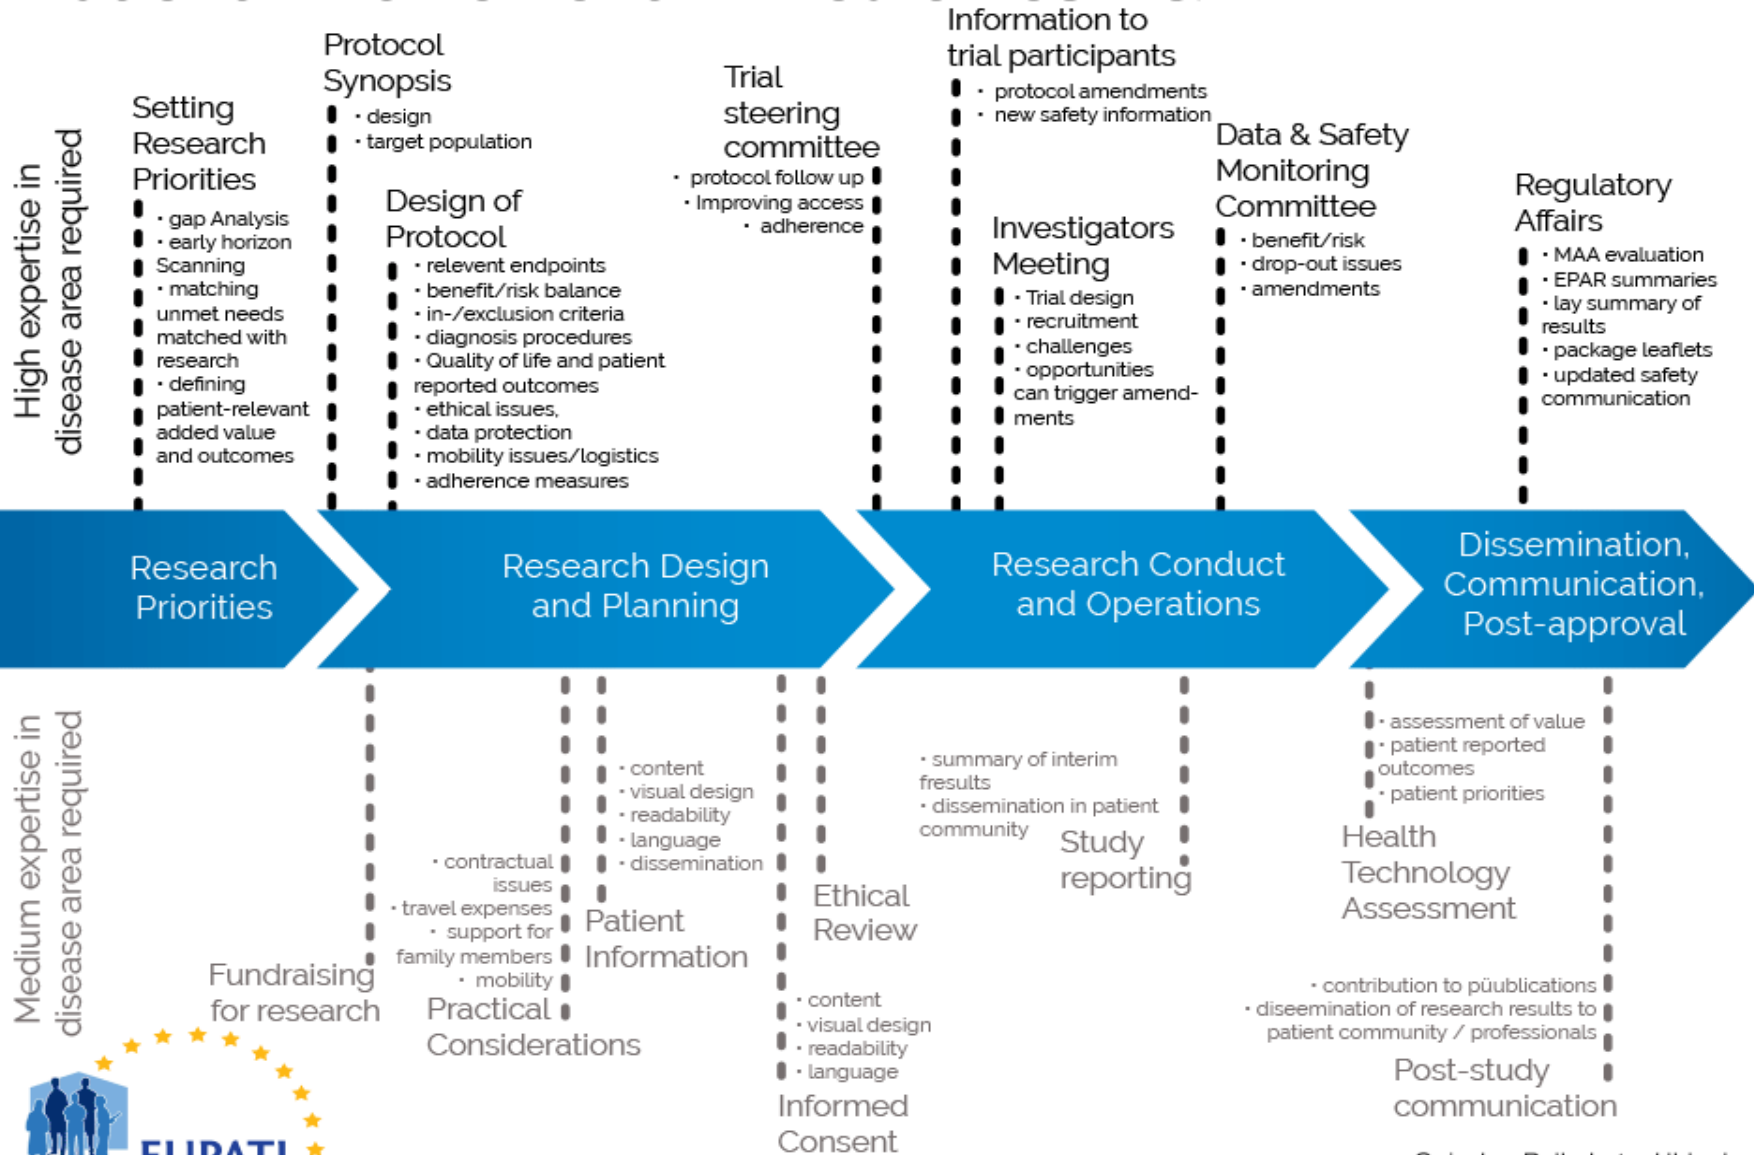 High expertise in
disease area required
Setting
Research
Priorities
· gap Analysis
· early horizon
Scanning
· matching
unmet needs
matched with
research
· defining
patient-relevant
added value
and outcomes
Protocol
Synopsis
· design
· target population
Design of
Protocol
· relevent endpoints
· benefit/risk balance
· in-/exclusion criteria
· diagnosis procedures
· Quality of life and patient
reported outcomes
· ethical issues,
· data protection
· mobility issues/logistics
· adherence measures
Trial
steering
committee
· protocol follow up
· Improving access
· adherence
Information to
trial participants
· protocol amendments
· new safety information
Investigators
Meeting
· Trial design
· recruitment
· challenges
· opportunities
can trigger amend-
ments
Data & Safety
Monitoring
Committee
· benefit/risk
· drop-out issues
· amendments
Regulatory
Affairs
· MAA evaluation
· EPAR summaries
· lay summary of
results
· package leaflets
· updated safety
communication
Research
Priorities
Research Design
and Planning
Research Conduct
and Operations
Dissemination,
Communication,
Post-approval
Medium expertise in
disease area required
Fundraising
for research
· contractual
issues
· travel expenses
· support for
family members
· mobility
Practical
Considerations
· content
· visual design
· readability
· language
· dissemination
Patient
Information
Ethical
Review
· content
· visual design
· readability
· language
Informed
Consent
· summary of interim
fresults
· dissemination in patient
community
Study
reporting
· assessment of value
· patient reported
outcomes
· patient priorities
Health
Technology
Assessment
· contribution to püublications
· diseemination of research results to
patient community / professionals
Post-study
communication
EUPATI